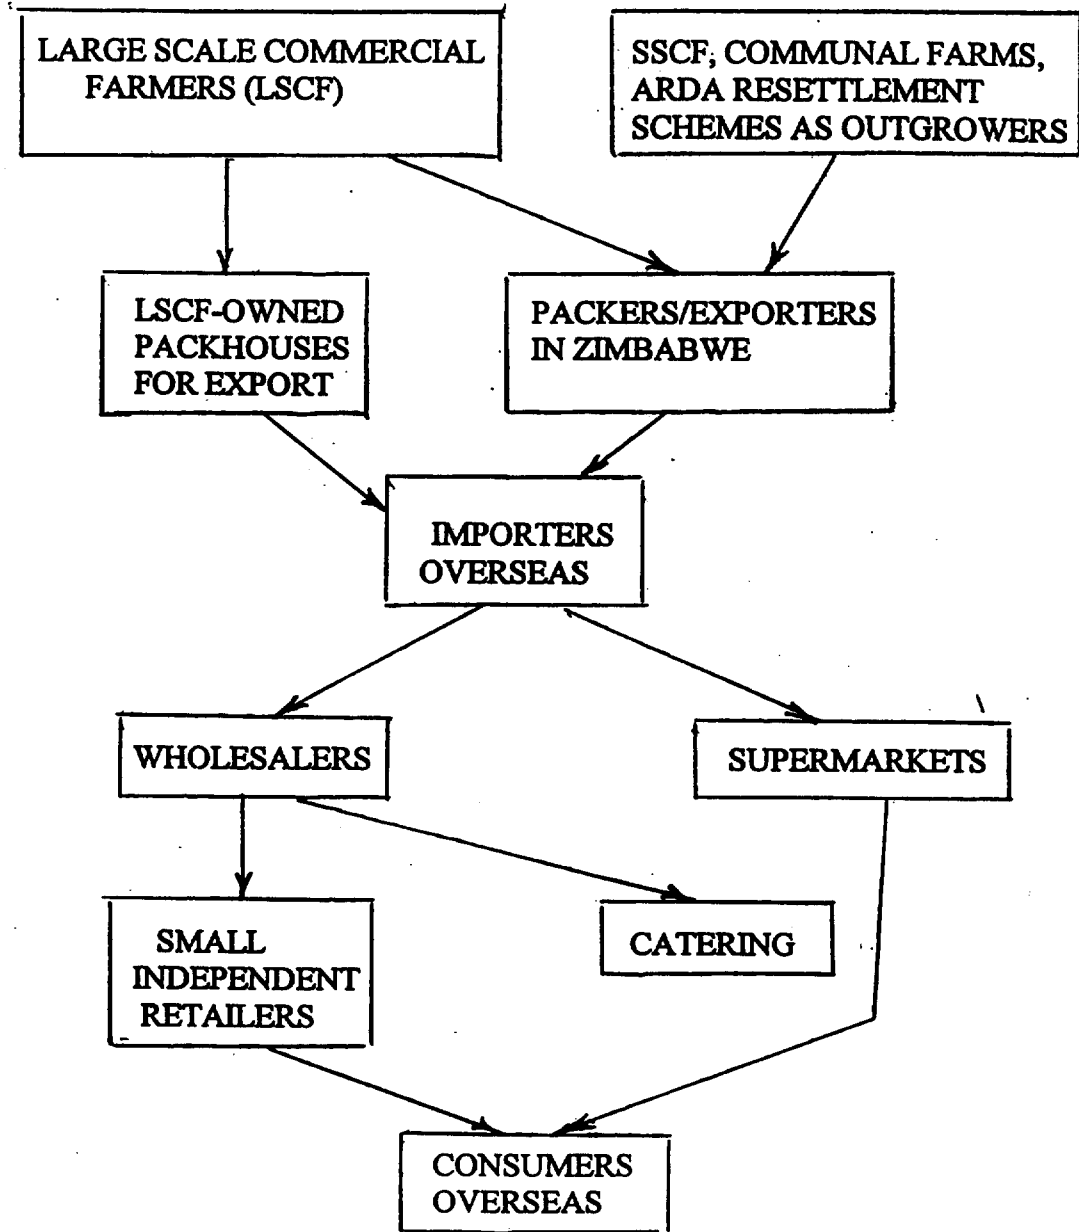 LARGE SCALE COMMERCIAL
FARMERS (LSCF)
SSCF, COMMUNAL FARMS,
ARDA RESETTLEMENT
SCHEMES AS OUTGROWERS
LSCF-OWNED
PACKHOUSES
FOR EXPORT
PACKERS/EXPORTERS
IN ZIMBABWE
IMPORTERS
OVERSEAS
WHOLESALERS
SUPERMARKETS
SMALL
INDEPENDENT
RETAILERS
CATERING
CONSUMERS
OVERSEAS